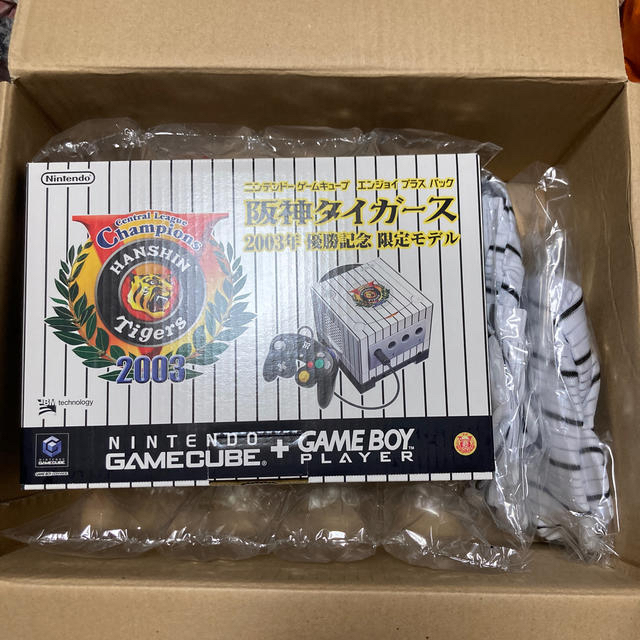 Nintendo
ニンテンドーゲームキューブ エンジョイ プラス パック
阪神タイガース
2003年 優勝記念 限定モデル
Central League
Champions
HANSHIN
Tigers
2003
IBM technology
NINTENDO
GAMECUBE
NINTENDO
GAMECUBE
+
GAME BOY
PLAYER